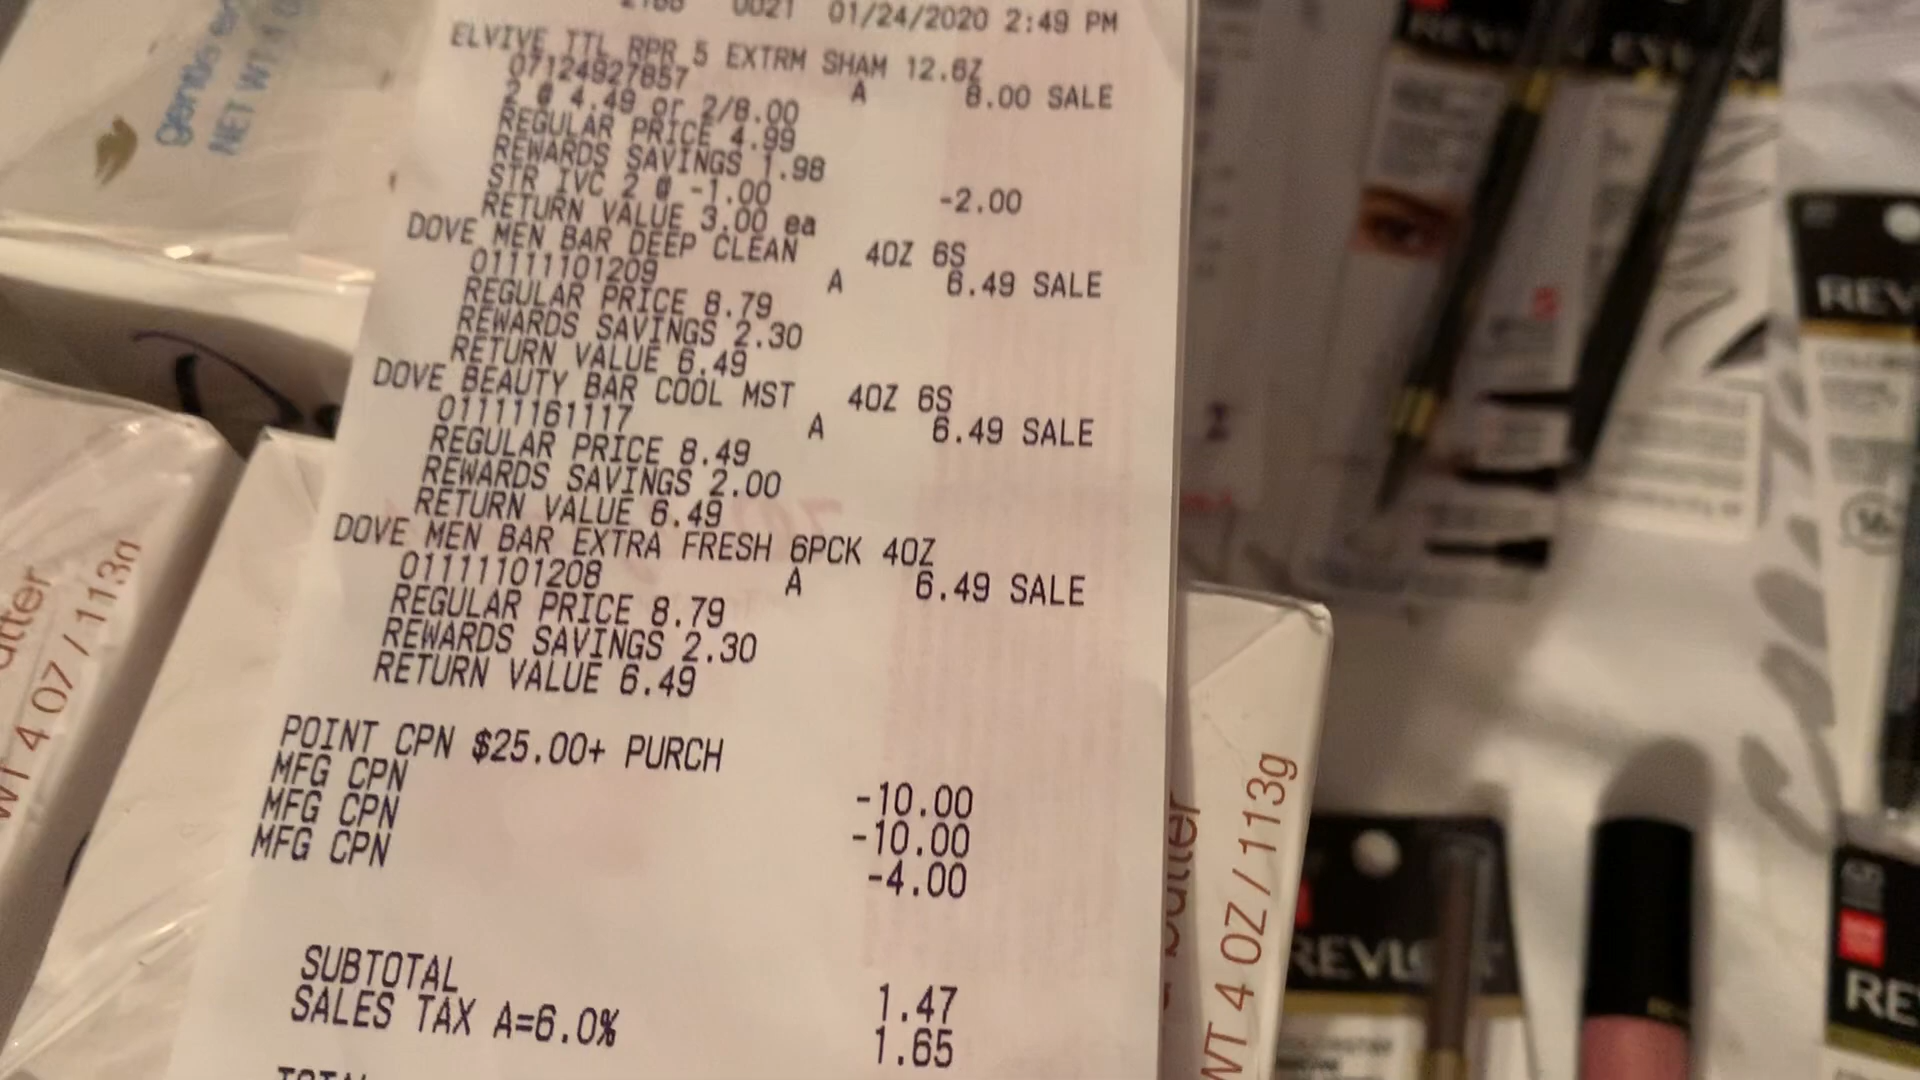 0021 01/24/2020 2:49 PM
ELVIVE TTL RPR 5 EXTRM SHAM 12.6Z
07124927857 A 8.00 SALE
2 @ 4.49 or 2/8.00
REGULAR PRICE 4.99
REWARDS SAVINGS 1.98
STR IVC 2 @ -1.00 -2.00
RETURN VALUE 3.00 ea
DOVE MEN BAR DEEP CLEAN 4OZ 6S
01111101209 A 6.49 SALE
REGULAR PRICE 8.79
REWARDS SAVINGS 2.30
RETURN VALUE 6.49
DOVE BEAUTY BAR COOL MST 4OZ 6S
01111161117 A 6.49 SALE
REGULAR PRICE 8.49
REWARDS SAVINGS 2.00
RETURN VALUE 6.49
DOVE MEN BAR EXTRA FRESH 6PCK 4OZ
01111101208 A 6.49 SALE
REGULAR PRICE 8.79
REWARDS SAVINGS 2.30
RETURN VALUE 6.49
POINT CPN $25.00+ PURCH
MFG CPN -10.00
MFG CPN -10.00
MFG CPN -4.00
SUBTOTAL 1.47
SALES TAX A=6.0% 1.65
TOTAL
NET WT
WT 4 OZ / 113g
butter
WT 4 OZ / 113g
REVLON
REV
REVLON
RE